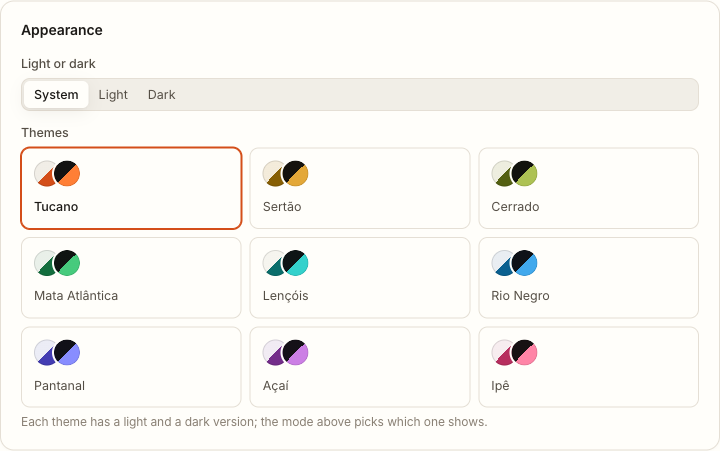 Appearance
Light or dark
System Light Dark
Themes
Tucano Sertão Cerrado
Mata Atlântica Lençóis Rio Negro
Pantanal Açaí Ipê
Each theme has a light and a dark version; the mode above picks which one shows.